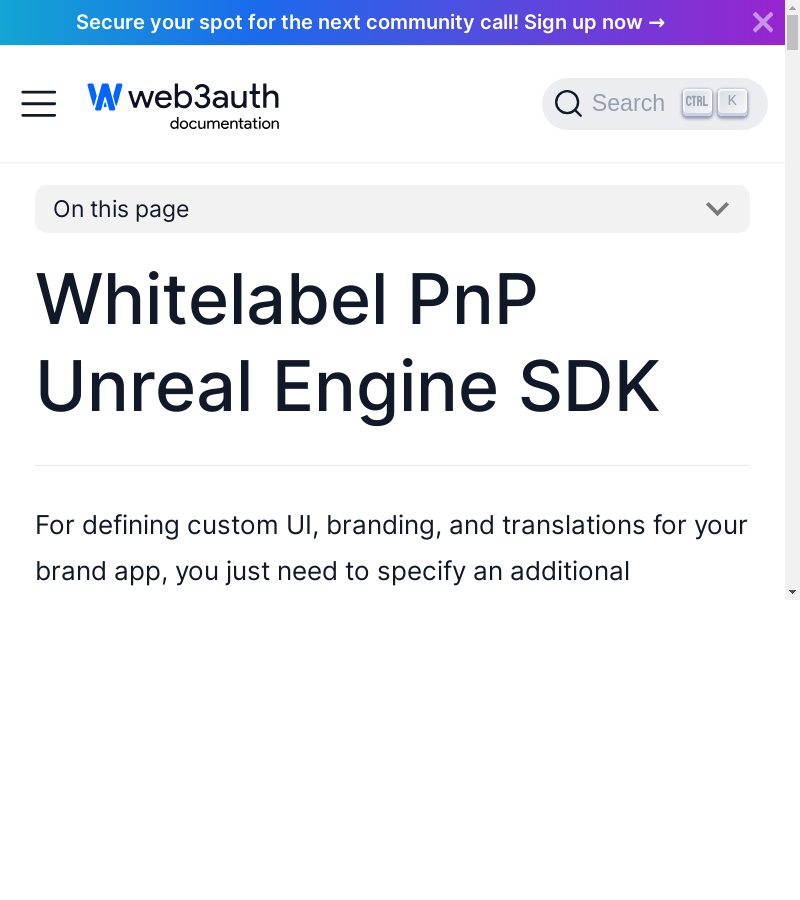 Secure your spot for the next community call! Sign up now →
web3auth
documentation
Search CTRL K
On this page
Whitelabel PnP
Unreal Engine SDK
For defining custom UI, branding, and translations for your
brand app, you just need to specify an additional